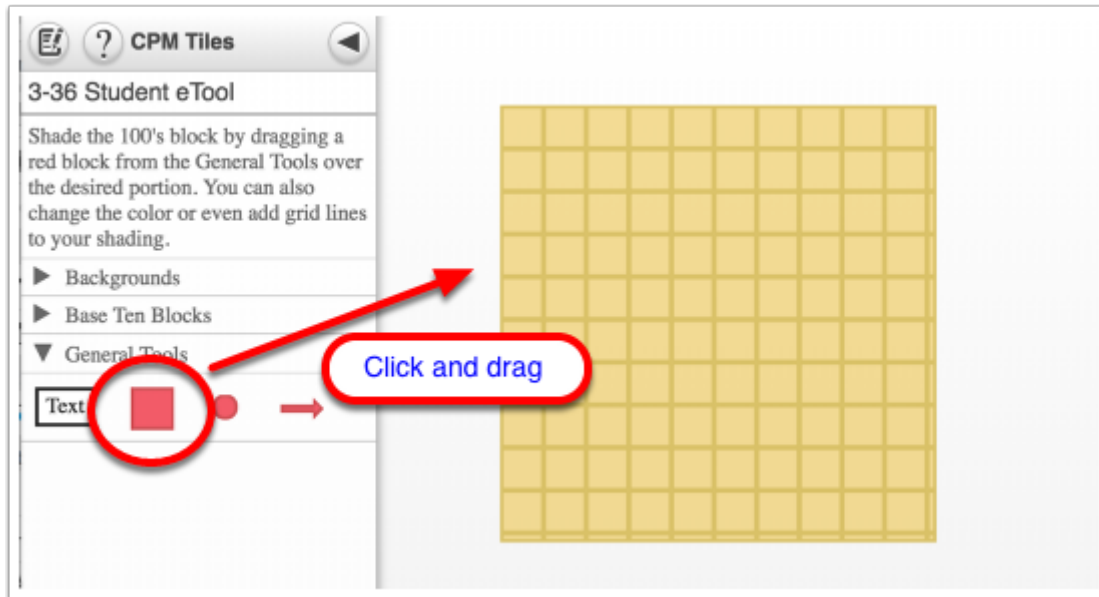 ? CPM Tiles
3-36 Student eTool
Shade the 100's block by dragging a
red block from the General Tools over
the desired portion. You can also
change the color or even add grid lines
to your shading.
Backgrounds
Base Ten Blocks
General Tools
Click and drag
Text